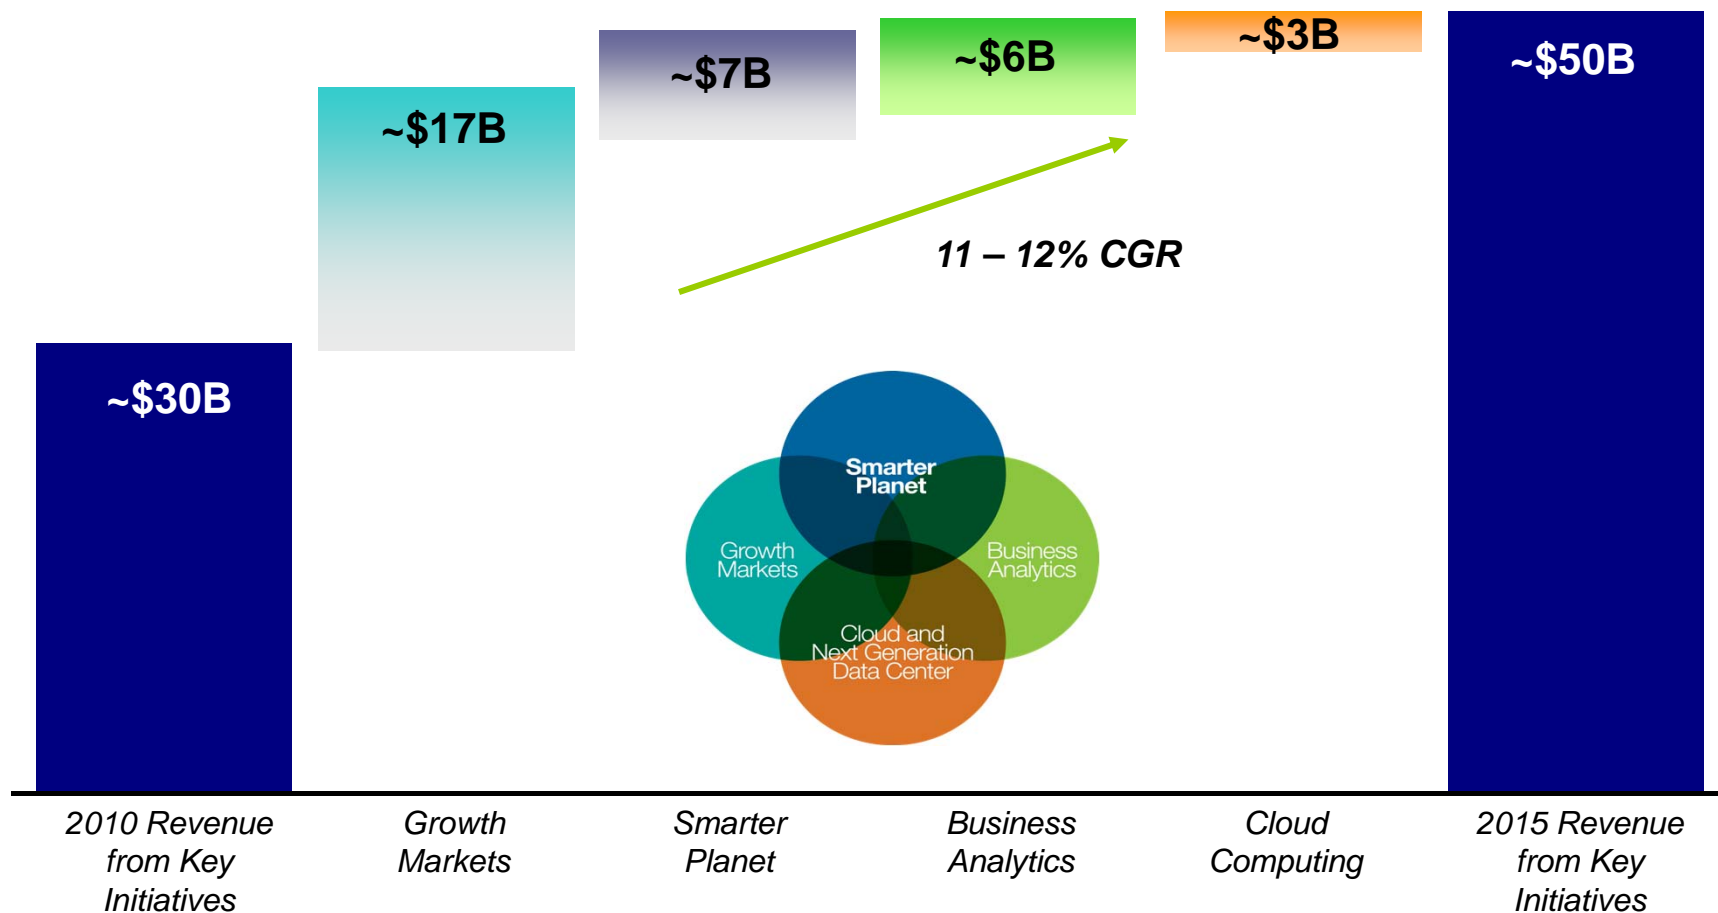 ~$30B
~$17B
~$7B
~$6B
~$3B
~$50B
11 – 12% CGR
Smarter
Planet
Growth
Markets
Business
Analytics
Cloud and
Next Generation
Data Center
2010 Revenue
from Key
Initiatives
Growth
Markets
Smarter
Planet
Business
Analytics
Cloud
Computing
2015 Revenue
from Key
Initiatives